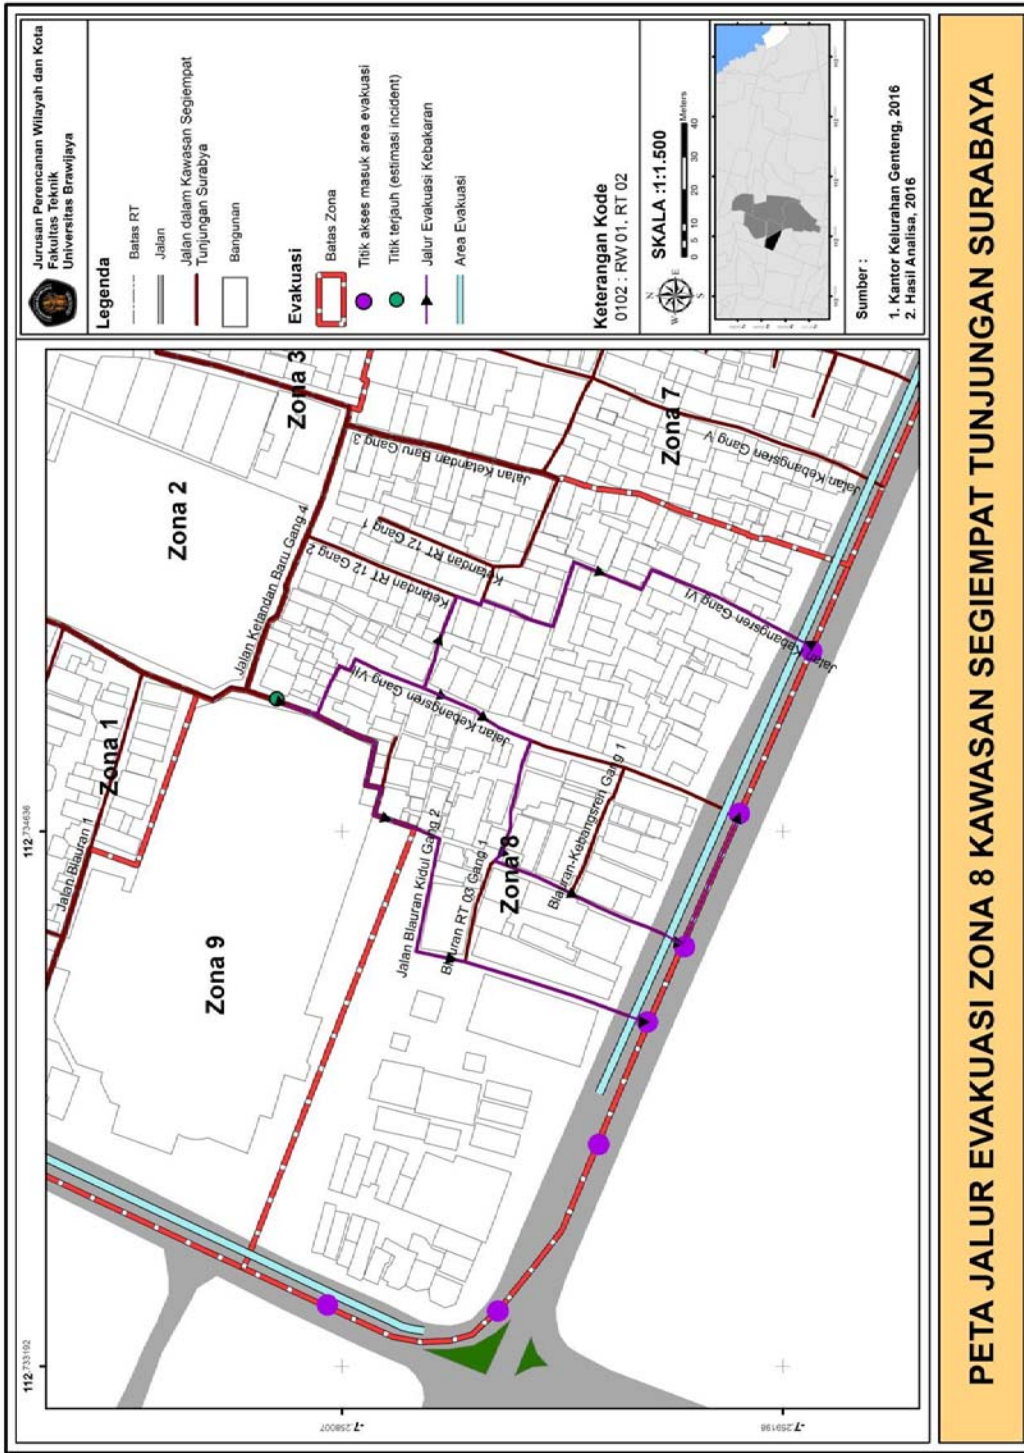 PETA JALUR EVAKUASI ZONA 8 KAWASAN SEGIEMPAT TUNJUNGAN SURABAYA
Jurusan Perencanan Wilayah dan Kota
Fakultas Teknik
Universitas Brawijaya
Legenda
Batas RT
Jalan
Jalan dalam Kawasan Segiempat
Tunjungan Surabya
Bangunan
Evakuasi
Batas Zona
Titik akses masuk area evakuasi
Titik terjauh (estimasi incident)
Jalur Evakuasi Kebakaran
Area Evakuasi
Keterangan Kode
0102 : RW 01, RT 02
N
W
E
S
SKALA :1:1.500
Meters
0 5 10 20 30 40
Sumber :
1. Kantor Kelurahan Genteng, 2016
2. Hasil Analisa, 2016
112.733192
112.734636
-7.258007
-7.259198
Zona 1
Zona 2
Zona 3
Zona 7
Zona 8
Zona 9
Jalan Blauran 1
Jalan Ketandan Baru Gang 4
Jalan Ketandan Baru Gang 3
Ketandan RT 12 Gang 2
Ketandan RT 12 Gang 1
Jalan Kebangsren Gang V
Jalan Kebangsren Gang VI
Jalan Kebangsren Gang VII
Jalan Blauran Kidul Gang 2
Blauran RT 03 Gang 1
Blauran-Kebangsren Gang 1